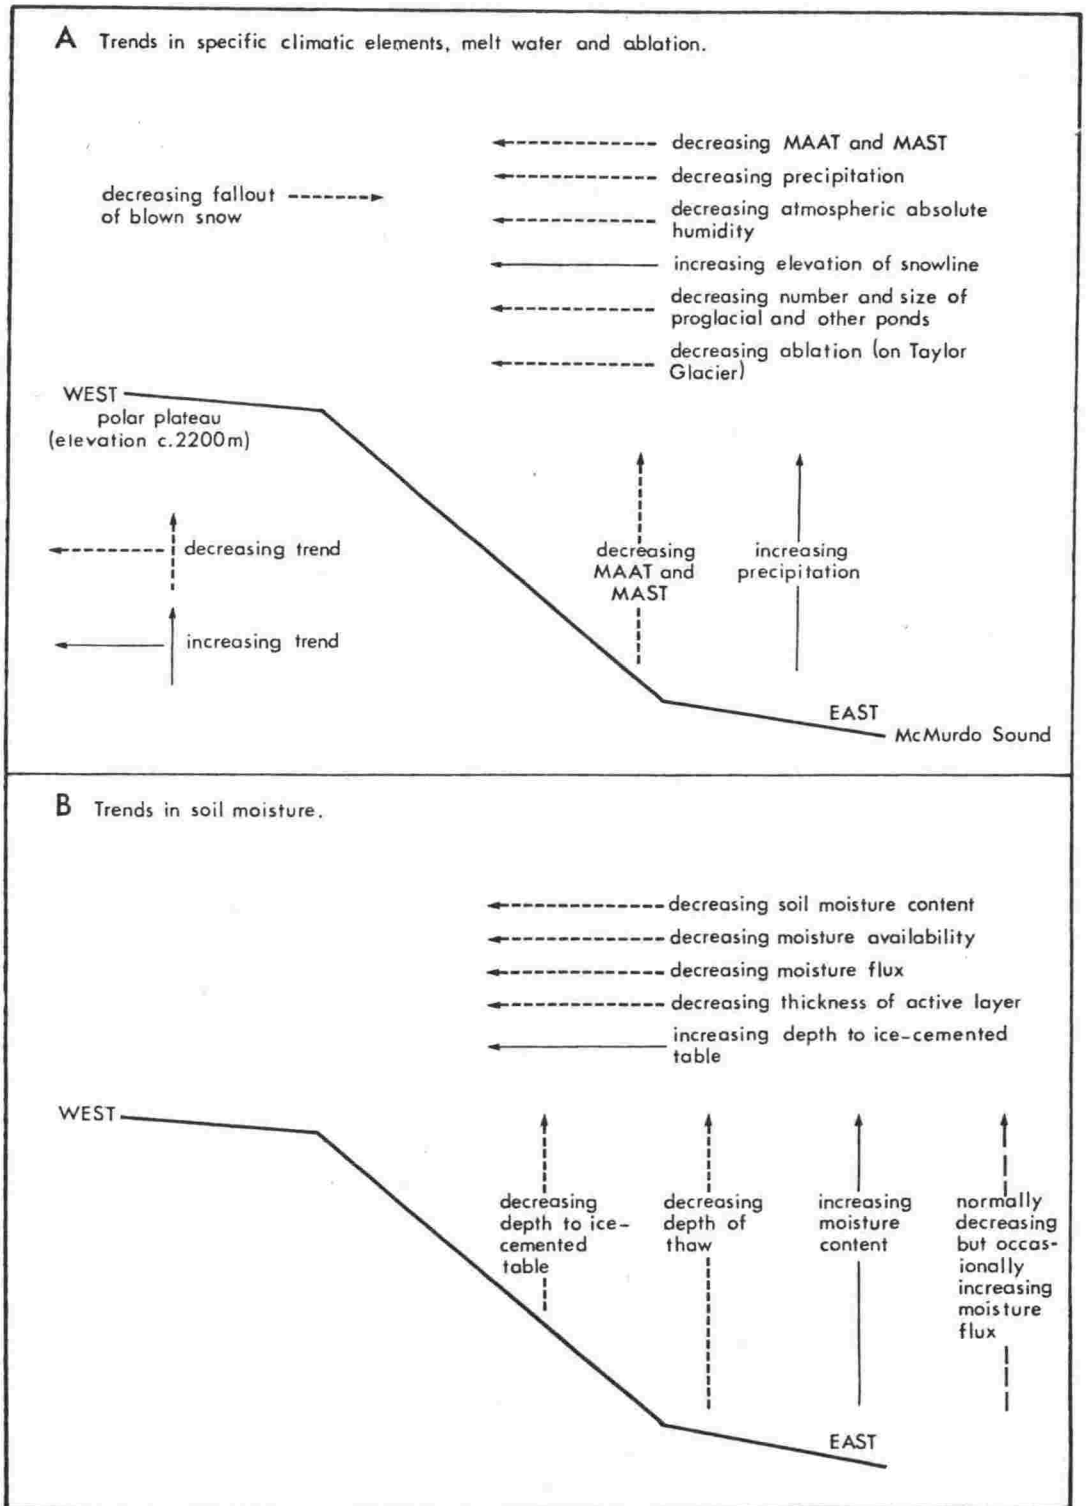 A Trends in specific climatic elements, melt water and ablation.
decreasing MAAT and MAST
decreasing precipitation
decreasing fallout
of blown snow
decreasing atmospheric absolute
humidity
increasing elevation of snowline
decreasing number and size of
proglacial and other ponds
decreasing ablation (on Taylor
Glacier)
WEST
polar plateau
(elevation c.2200m)
decreasing trend
increasing trend
decreasing
MAAT and
MAST
increasing
precipitation
EAST
McMurdo Sound
B Trends in soil moisture.
decreasing soil moisture content
decreasing moisture availability
decreasing moisture flux
decreasing thickness of active layer
increasing depth to ice-cemented
table
WEST
decreasing
depth to ice-
cemented
table
decreasing
depth of
thaw
increasing
moisture
content
normally
decreasing
but occas-
ionally
increasing
moisture
flux
EAST